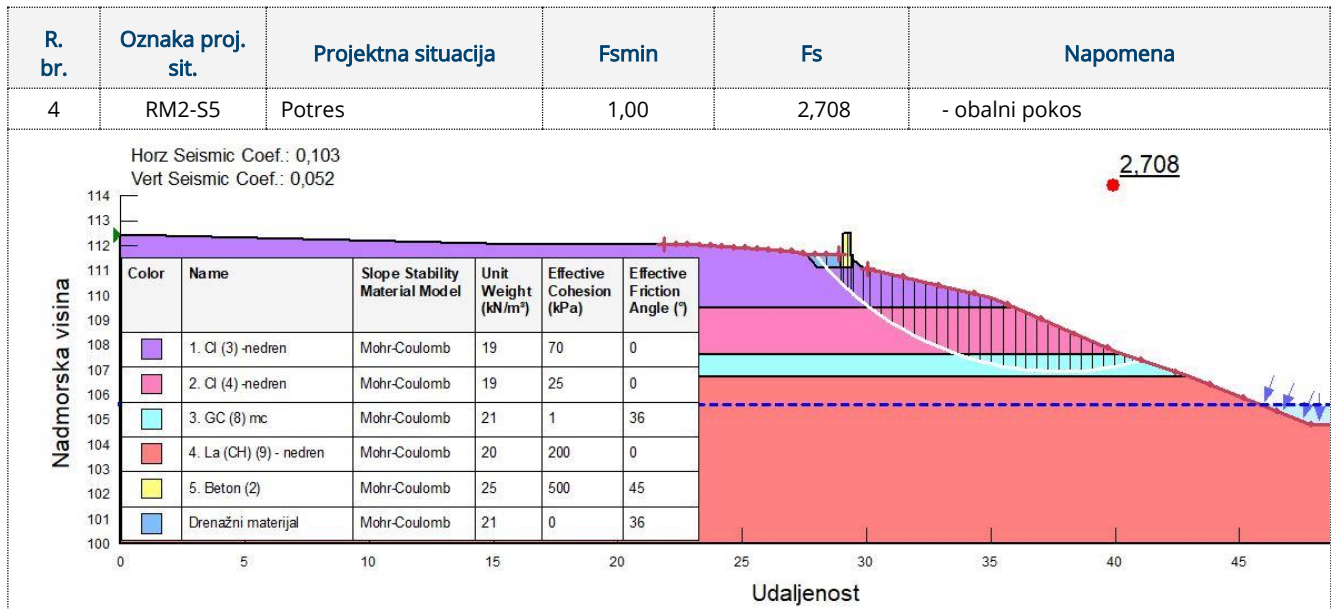 R. br. Oznaka proj. sit. Projektna situacija Fsmin Fs Napomena
4 RM2-S5 Potres 1,00 2,708 - obalni pokos
Horz Seismic Coef.: 0,103
Vert Seismic Coef.: 0,052
2,708
Nadmorska visina
114
113
112
111
110
109
108
107
106
105
104
103
102
101
100
Color Name Slope Stability Material Model Unit Weight (kN/m³) Effective Cohesion (kPa) Effective Friction Angle (°)
1. CI (3) -nedren Mohr-Coulomb 19 70 0
2. CI (4) -nedren Mohr-Coulomb 19 25 0
3. GC (8) mc Mohr-Coulomb 21 1 36
4. La (CH) (9) - nedren Mohr-Coulomb 20 200 0
5. Beton (2) Mohr-Coulomb 25 500 45
Drenažni materijal Mohr-Coulomb 21 0 36
0 5 10 15 20 25 30 35 40 45
Udaljenost